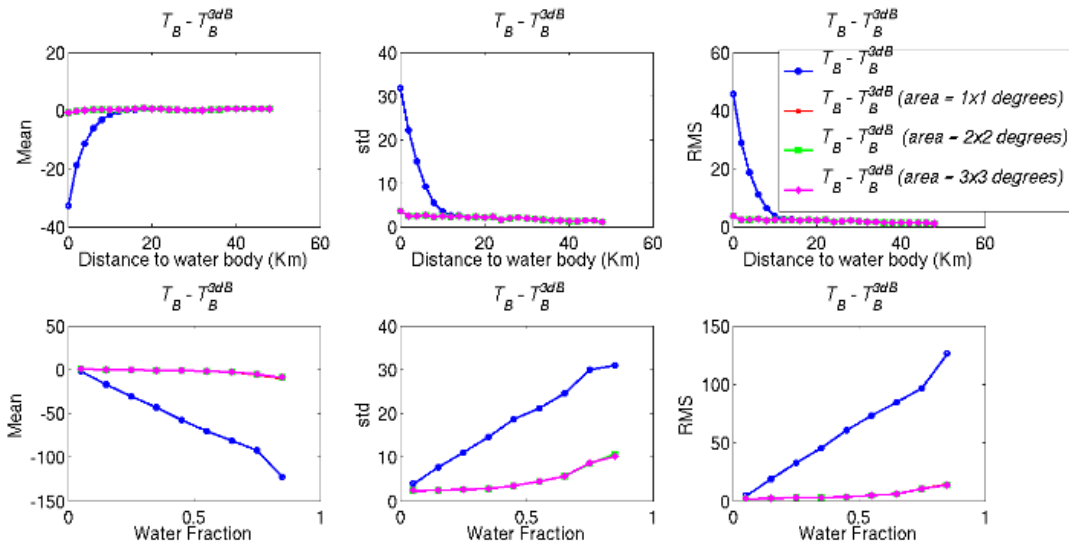 T_B - T_B^{3dB}
20
0
-20
-40
Mean
0 20 40 60
Distance to water body (Km)
T_B - T_B^{3dB}
40
30
20
10
0
std
0 20 40 60
Distance to water body (Km)
T_B - T_B^{3dB}
60
40
20
0
RMS
0 20 40 60
Distance to water body (Km)
T_B - T_B^{3dB}
T_B - T_B^{3dB} (area = 1x1 degrees)
T_B - T_B^{3dB} (area = 2x2 degrees)
T_B - T_B^{3dB} (area = 3x3 degrees)
T_B - T_B^{3dB}
50
0
-50
-100
-150
Mean
0 0.5 1
Water Fraction
T_B - T_B^{3dB}
40
30
20
10
0
std
0 0.5 1
Water Fraction
T_B - T_B^{3dB}
150
100
50
0
RMS
0 0.5 1
Water Fraction